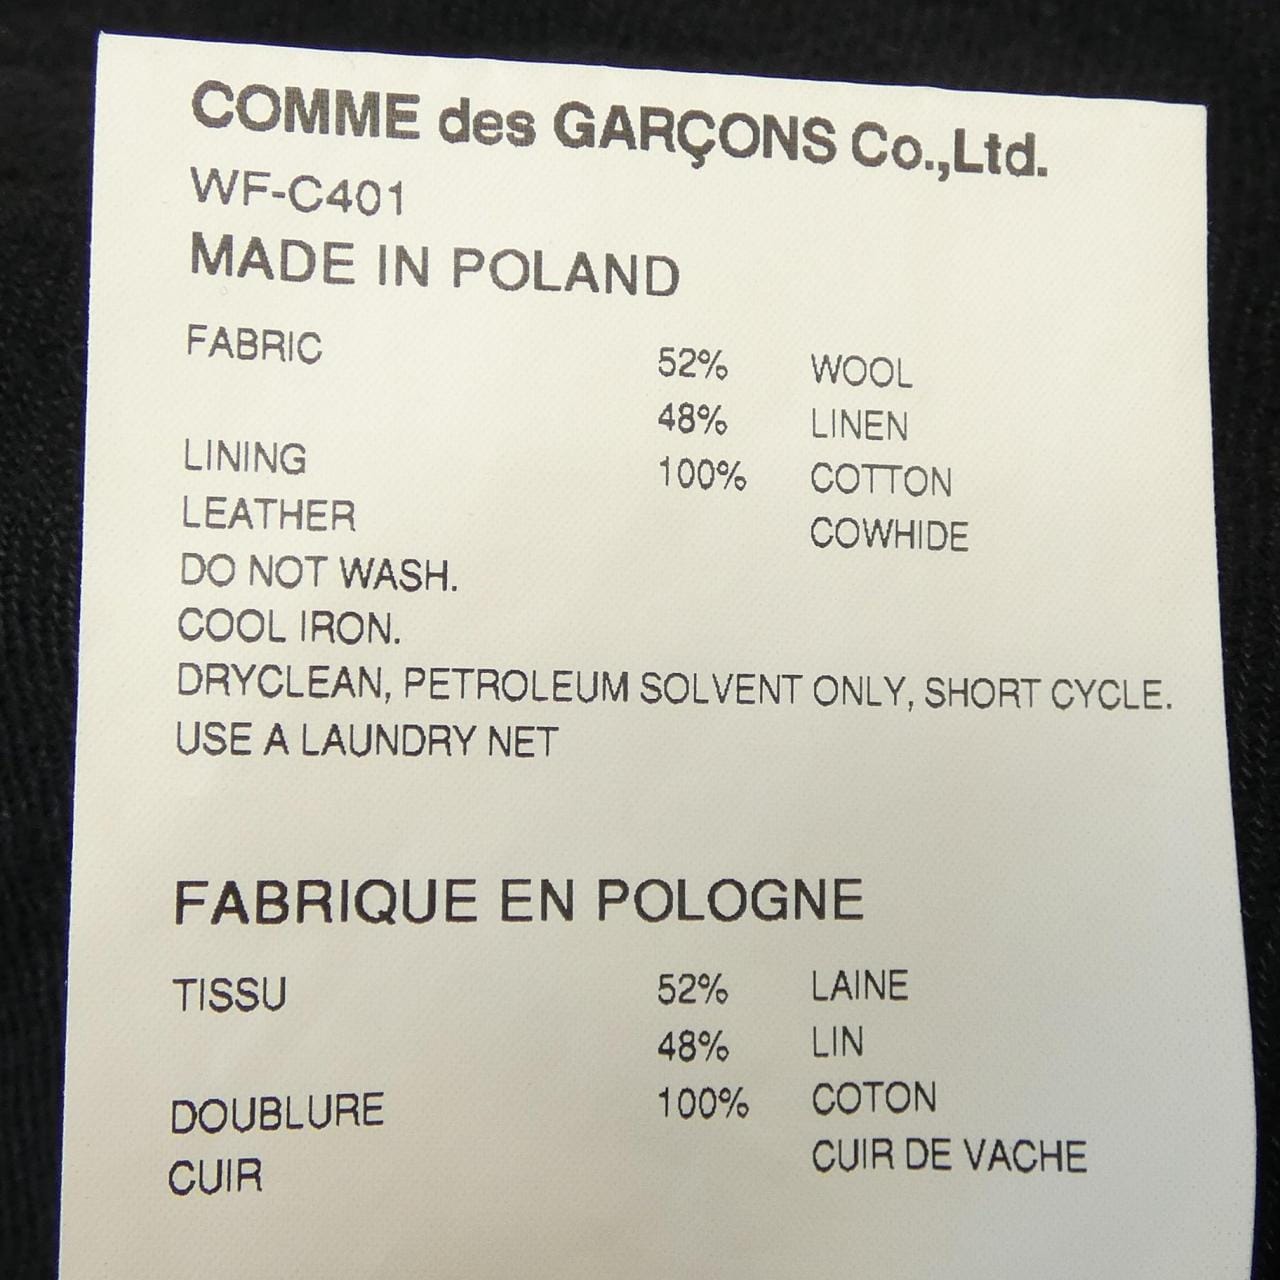 COMME des GARÇONS Co.,Ltd.
WF-C401
MADE IN POLAND
FABRIC 52% WOOL
48% LINEN
LINING 100% COTTON
LEATHER COWHIDE
DO NOT WASH.
COOL IRON.
DRYCLEAN, PETROLEUM SOLVENT ONLY, SHORT CYCLE.
USE A LAUNDRY NET
FABRIQUE EN POLOGNE
TISSU 52% LAINE
48% LIN
DOUBLURE 100% COTON
CUIR CUIR DE VACHE